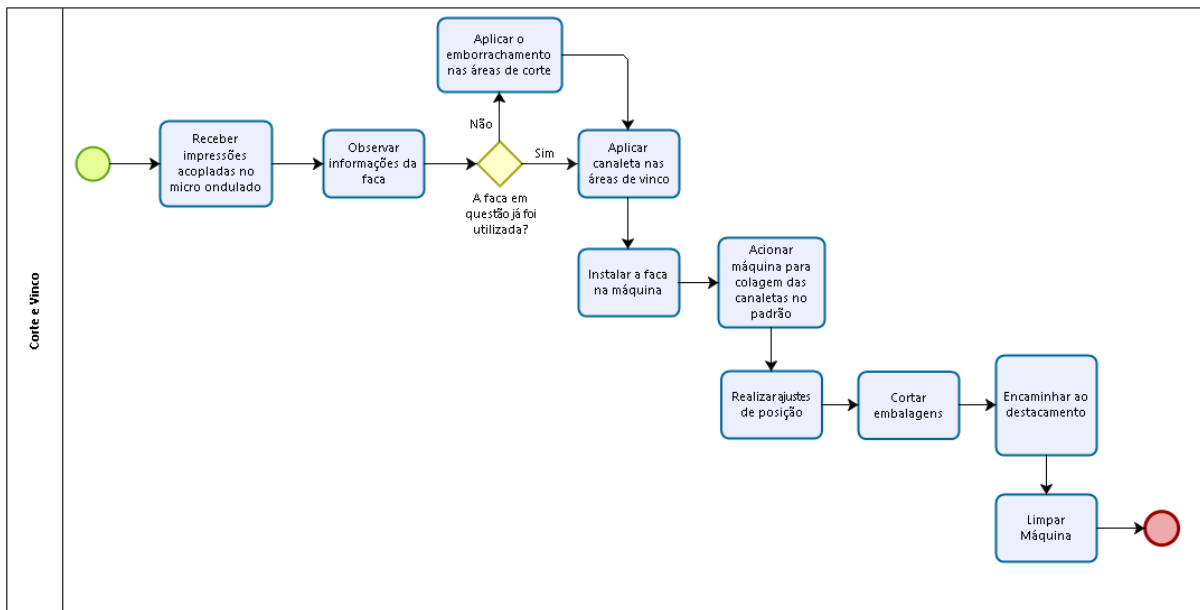 Corte e Vinco
Receber
impressões
acopladas no
micro ondulado
Observar
informações da
faca
A faca em
questão já foi
utilizada?
Não
Sim
Aplicar o
emborrachamento
nas áreas de corte
Aplicar
canaleta nas
áreas de vinco
Instalar a faca
na máquina
Acionar
máquina para
colagem das
canaletas no
padrão
Realizar ajustes
de posição
Cortar
embalagens
Encaminhar ao
destacamento
Limpar
Máquina